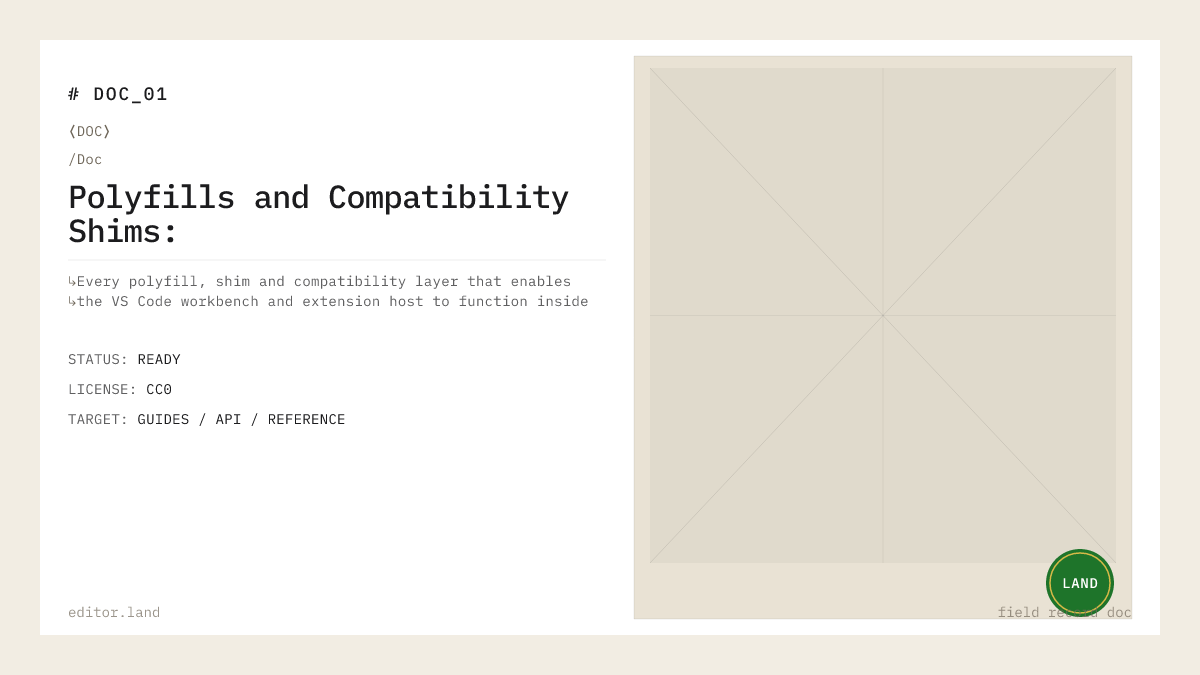 # DOC_01
⟨DOC⟩
/Doc
Polyfills and Compatibility
Shims:
↳Every polyfill, shim and compatibility layer that enables
↳the VS Code workbench and extension host to function inside
STATUS: READY
LICENSE: CC0
TARGET: GUIDES / API / REFERENCE
LAND
editor.land
field record doc